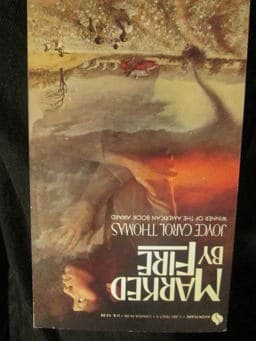 MARKED
BY FIRE
JOYCE CAROL THOMAS
WINNER OF THE AMERICAN BOOK AWARD